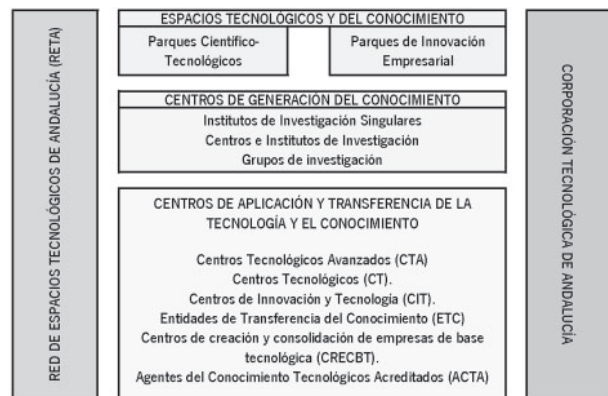 RED DE ESPACIOS TECNOLÓGICOS DE ANDALUCÍA (RETA)
ESPACIOS TECNOLÓGICOS Y DEL CONOCIMIENTO
Parques Científico-
Tecnológicos
Parques de Innovación
Empresarial
CENTROS DE GENERACIÓN DEL CONOCIMIENTO
Institutos de Investigación Singulares
Centros e Institutos de Investigación
Grupos de investigación
CENTROS DE APLICACIÓN Y TRANSFERENCIA DE LA
TECNOLOGÍA Y EL CONOCIMIENTO
Centros Tecnológicos Avanzados (CTA)
Centros Tecnológicos (CT).
Centros de Innovación y Tecnología (CIT).
Entidades de Transferencia del Conocimiento (ETC)
Centros de creación y consolidación de empresas de base
tecnológica (CRECBT).
Agentes del Conocimiento Tecnológicos Acreditados (ACTA)
CORPORACIÓN TECNOLÓGICA DE ANDALUCÍA